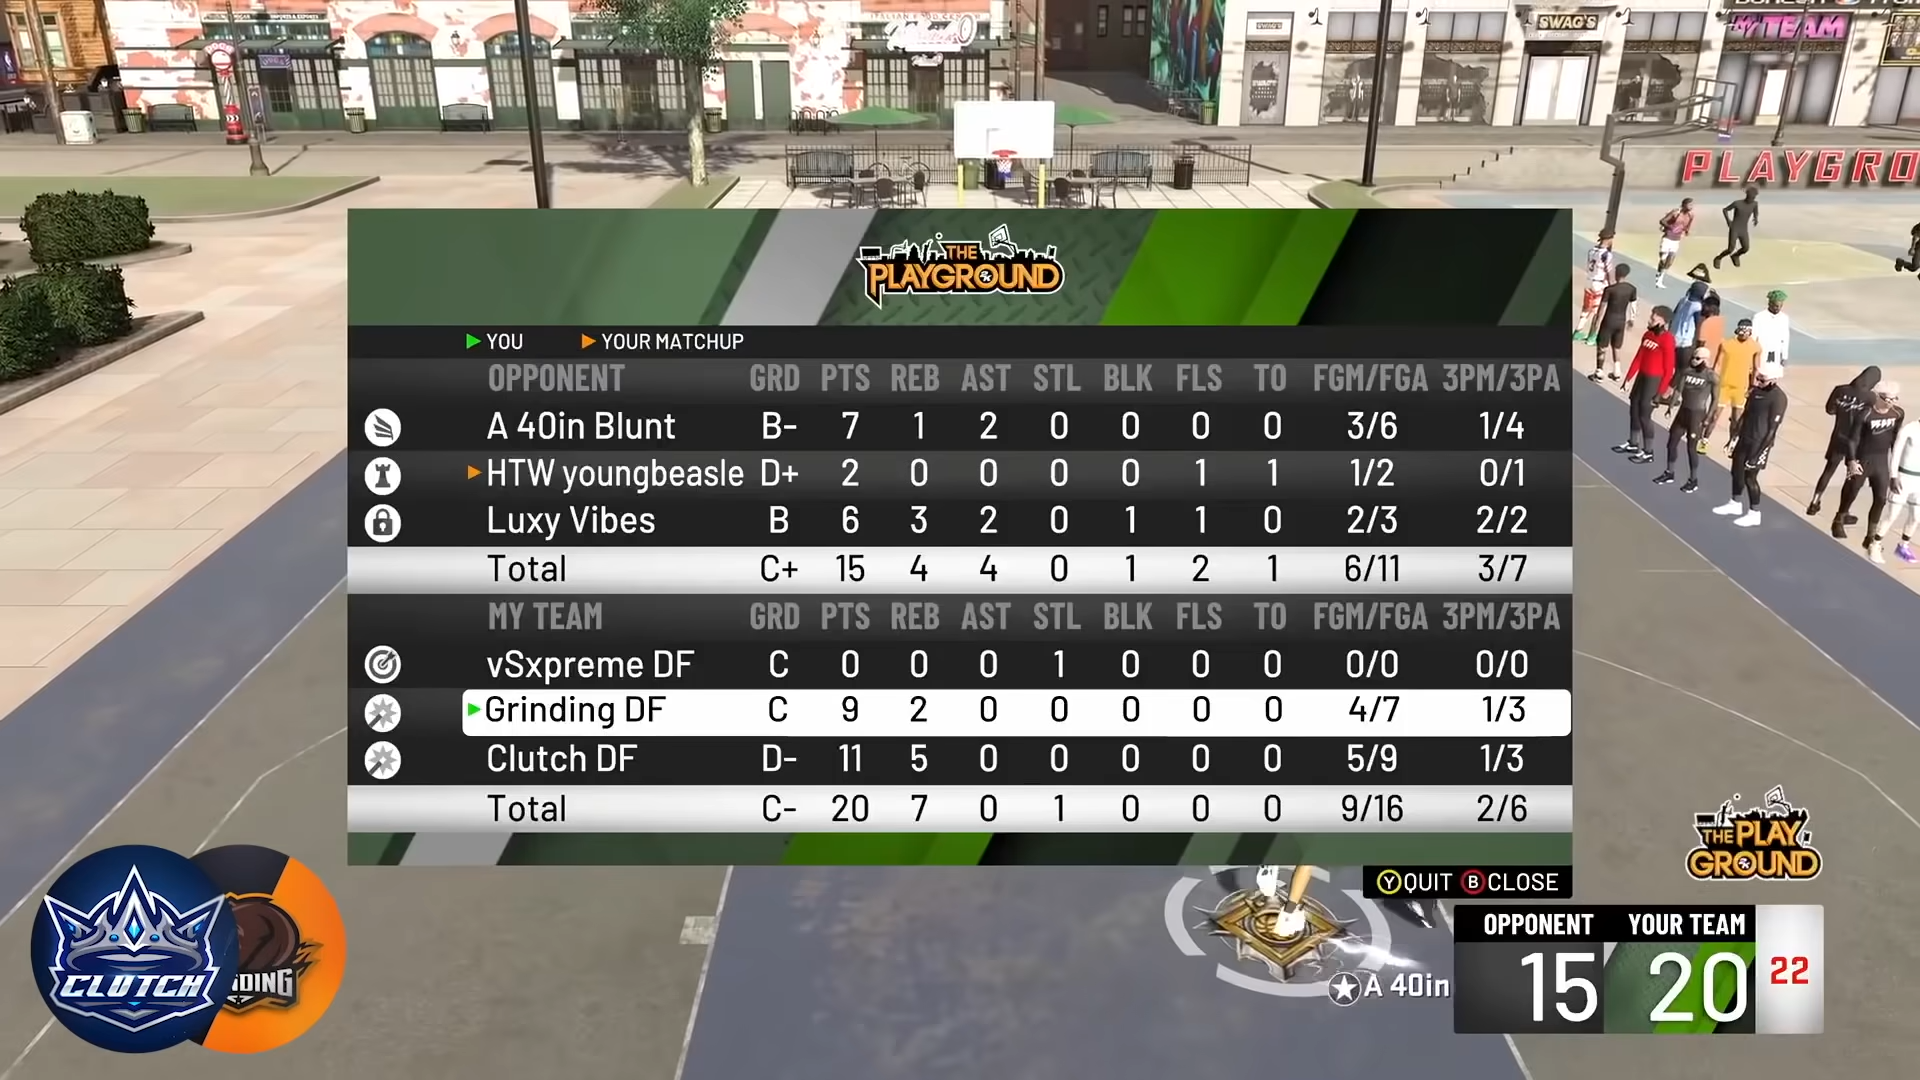 SWAG'S
MYTEAM
PLAYGRO
THE
PLAYGROUND
YOU
YOUR MATCHUP
OPPONENT GRD PTS REB AST STL BLK FLS TO FGM/FGA 3PM/3PA
A 40in Blunt B- 7 1 2 0 0 0 0 3/6 1/4
HTW youngbeasle D+ 2 0 0 0 0 1 1 1/2 0/1
Luxy Vibes B 6 3 2 0 1 1 0 2/3 2/2
Total C+ 15 4 4 0 1 2 1 6/11 3/7
MY TEAM GRD PTS REB AST STL BLK FLS TO FGM/FGA 3PM/3PA
vSxpreme DF C 0 0 0 1 0 0 0 0/0 0/0
Grinding DF C 9 2 0 0 0 0 0 4/7 1/3
Clutch DF D- 11 5 0 0 0 0 0 5/9 1/3
Total C- 20 7 0 1 0 0 0 9/16 2/6
Y QUIT B CLOSE
THE PLAY
GROUND
CLUTCH
DING
A 40in
OPPONENT YOUR TEAM
15 20 22